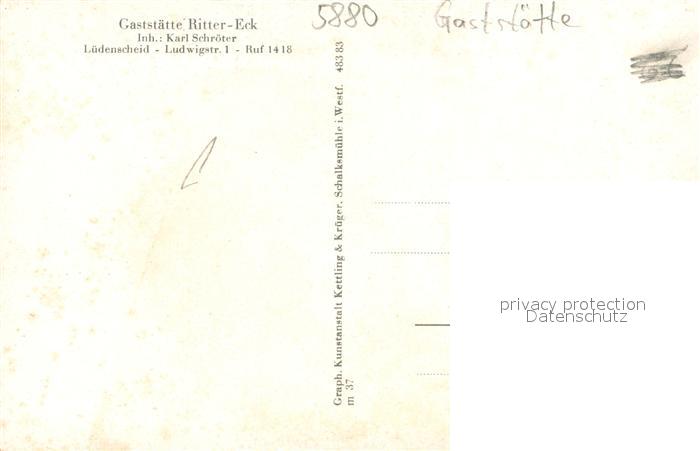 Gaststätte Ritter-Eck
Inh.: Karl Schröter
Lüdenscheid - Ludwigstr. 1 - Ruf 1418
5880
Gaststätte
Graph. Kunstanstalt Kettling & Krüger, Schalksmühle i. Westf. 483 83
m 37
privacy protection
Datenschutz